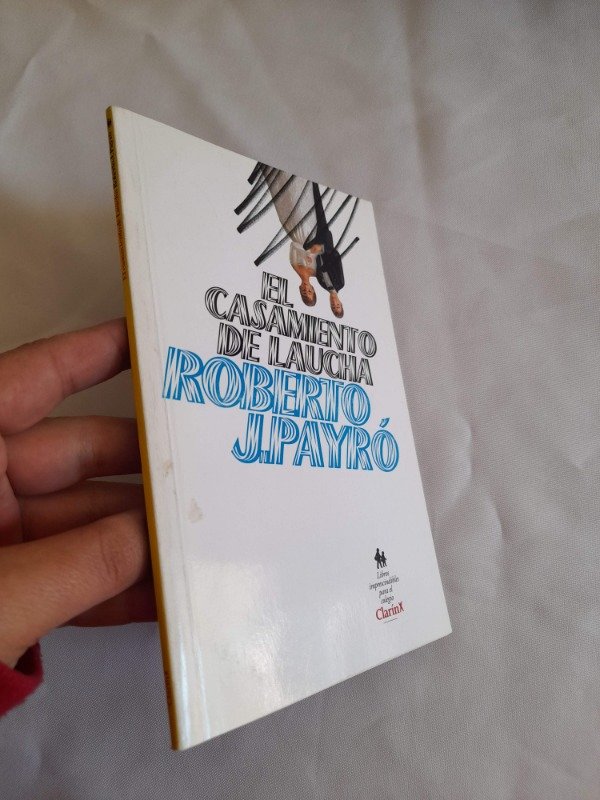 EL
CASAMIENTO
DE LAUCHA
ROBERTO
J.PAYRÓ
Libros
imprescindibles
para el
colegio
Clarín